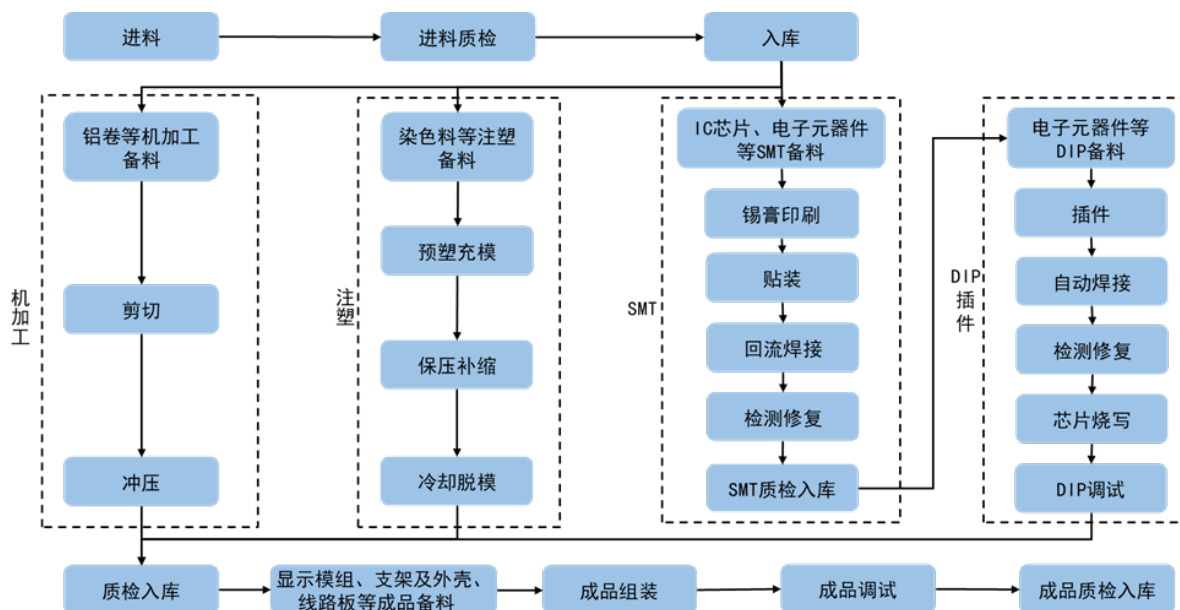 进料
进料质检
入库
机加工
铝卷等机加工
备料
剪切
冲压
注塑
染色料等注塑
备料
预塑充模
保压补缩
冷却脱模
SMT
IC芯片、电子元器件
等SMT备料
锡膏印刷
贴装
回流焊接
检测修复
SMT质检入库
DIP
插件
电子元器件等
DIP备料
插件
自动焊接
检测修复
芯片烧写
DIP调试
质检入库
显示模组、支架及外壳、
线路板等成品备料
成品组装
成品调试
成品质检入库